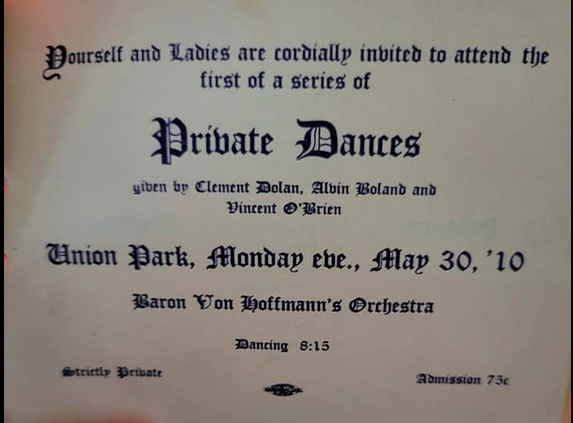 Yourself and Ladies are cordially invited to attend the
first of a series of
Private Dances
given by Clement Dolan, Alvin Boland and
Vincent O'Brien
Union Park, Monday eve., May 30, '10
Baron Von Hoffmann's Orchestra
Dancing 8:15
Strictly Private
Admission 75c